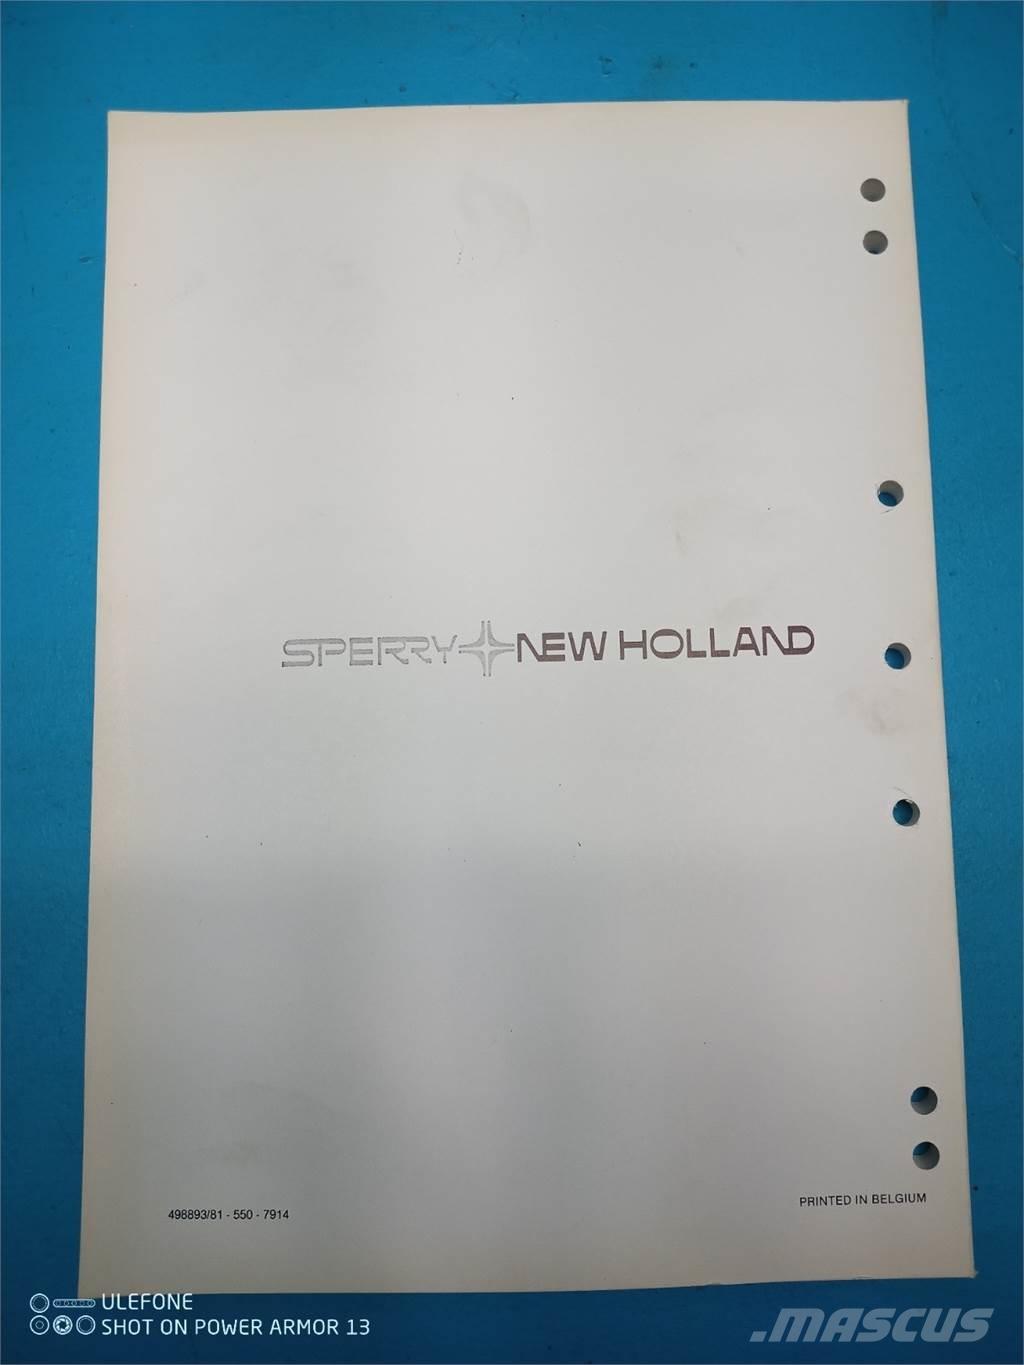 SPERRY NEW HOLLAND
498893/81 - 550 - 7914
PRINTED IN BELGIUM
ULEFONE
SHOT ON POWER ARMOR 13
.MASCUS